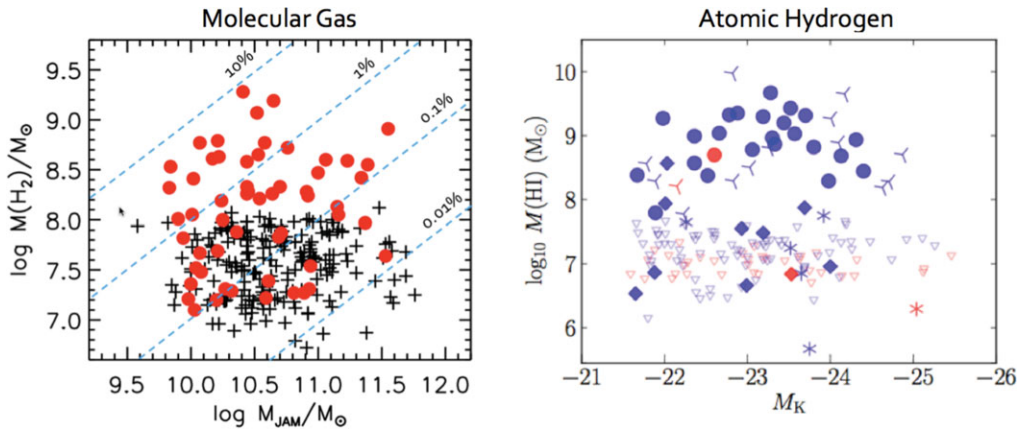 Molecular Gas
log M(H₂)/M☉
9.5
9.0
8.5
8.0
7.5
7.0
10%
1%
0.1%
0.01%
9.5 10.0 10.5 11.0 11.5 12.0
log M_JAM/M☉
Atomic Hydrogen
log₁₀ M(HI) (M☉)
10
9
8
7
6
−21 −22 −23 −24 −25 −26
M_K